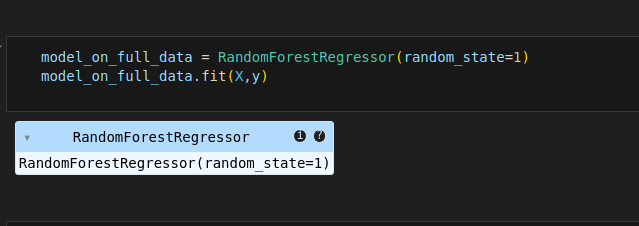 model_on_full_data = RandomForestRegressor(random_state=1)
model_on_full_data.fit(X,y)
RandomForestRegressor i ?
RandomForestRegressor(random_state=1)